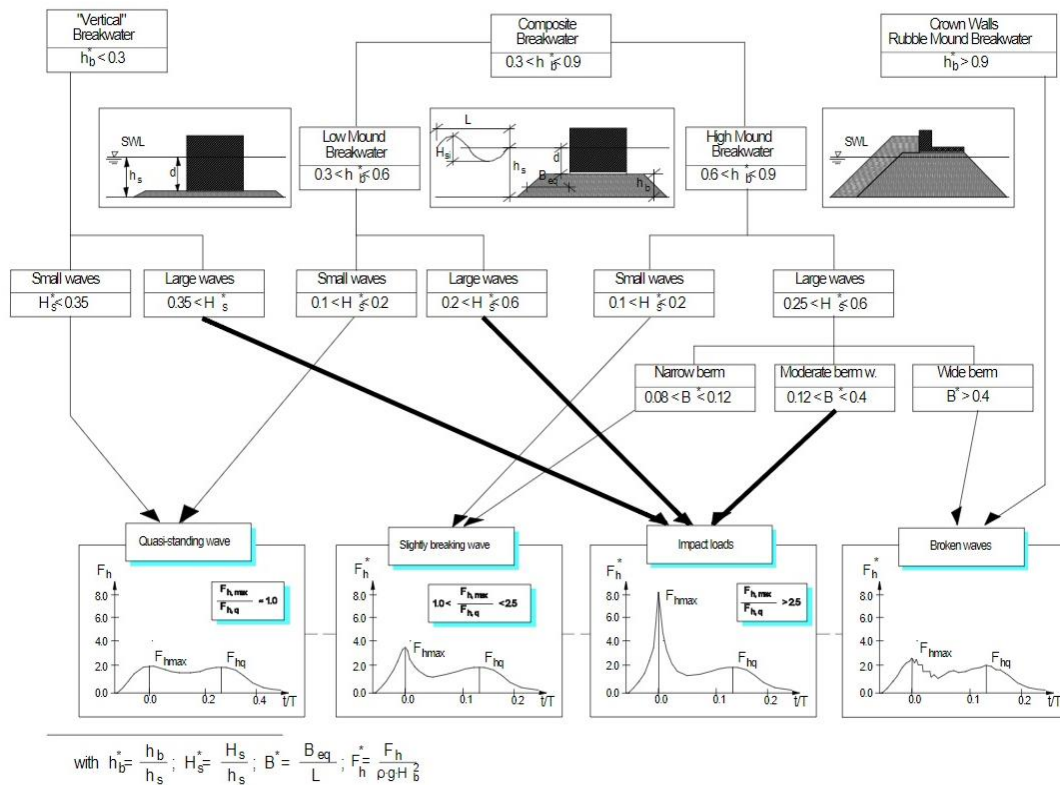 "Vertical"
Breakwater
h*b < 0.3
Composite
Breakwater
0.3 < h*b < 0.9
Crown Walls
Rubble Mound Breakwater
h*b > 0.9
SWL
hs
d
Low Mound
Breakwater
0.3 < h*b < 0.6
L
Hsi
hs
d
Beq
hb
High Mound
Breakwater
0.6 < h*b < 0.9
SWL
Small waves
H*s < 0.35
Large waves
0.35 < H*s
Small waves
0.1 < H*s < 0.2
Large waves
0.2 < H*s < 0.6
Small waves
0.1 < H*s < 0.2
Large waves
0.25 < H*s < 0.6
Narrow berm
0.08 < B* < 0.12
Moderate berm w.
0.12 < B* < 0.4
Wide berm
B* > 0.4
Quasi-standing wave
Fh
8.0
6.0
4.0
2.0
0.0
Fh,max / Fh,q = 1.0
Fhmax
Fhq
0.0 0.2 0.4 t/T
Slightly breaking wave
F*h
8.0
6.0
4.0
2.0
0.0
1.0 < Fh,max / Fh,q < 2.5
Fhmax
Fhq
0.0 0.1 0.2 t/T
Impact loads
F*h
8.0
6.0
4.0
2.0
0.0
Fh,max / Fh,q > 2.5
Fhmax
Fhq
0.0 0.1 0.2 t/T
Broken waves
F*h
8.0
6.0
4.0
2.0
0.0
Fhmax
Fhq
0.0 0.1 0.2 t/T
with h*b = hb / hs ; H*s = Hs / hs ; B* = Beq / L ; F*h = Fh / ρ·g·H²b